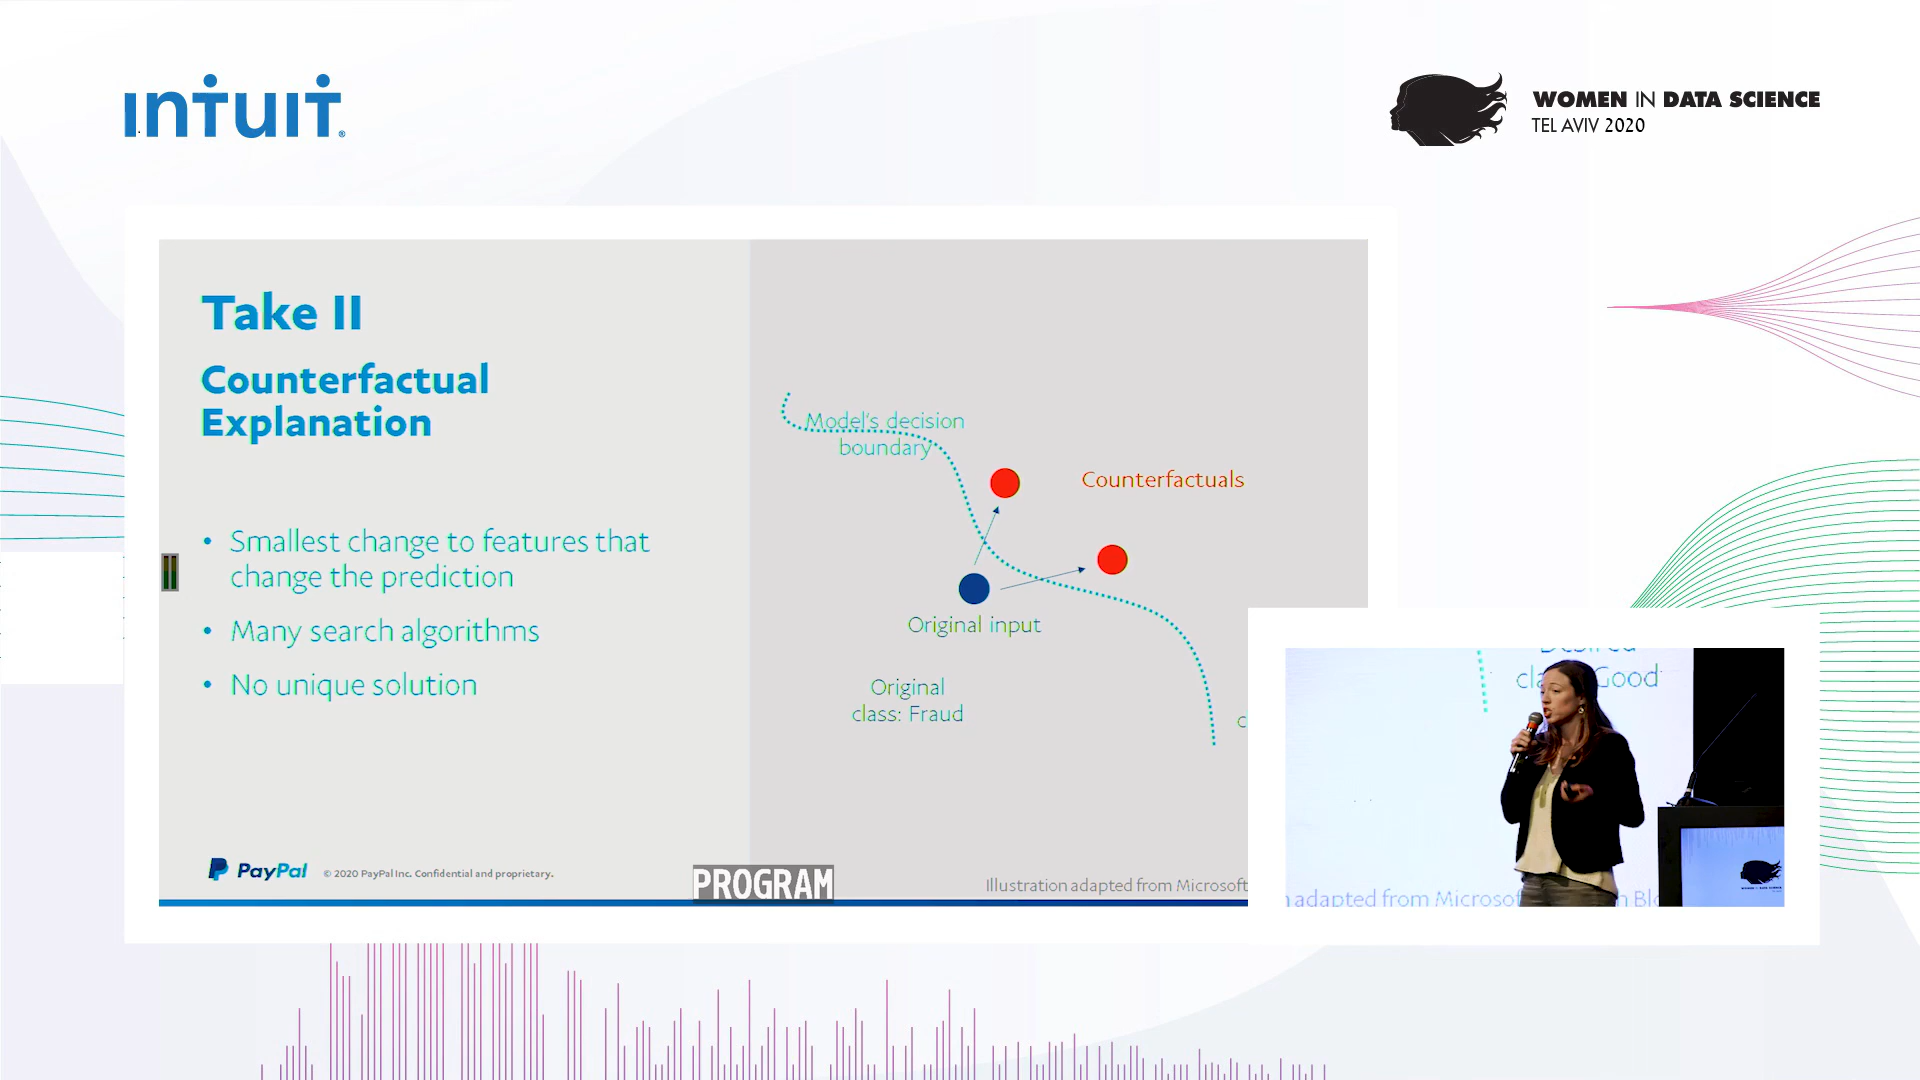 INTUIT
WOMEN IN DATA SCIENCE
TEL AVIV 2020
Take II
Counterfactual
Explanation
• Smallest change to features that
change the prediction
• Many search algorithms
• No unique solution
Model's decision
boundary
Counterfactuals
Original input
Original
class: Fraud
c
PayPal
© 2020 PayPal Inc. Confidential and proprietary.
PROGRAM
Illustration adapted from Microsoft
Good
adapted from Microsof